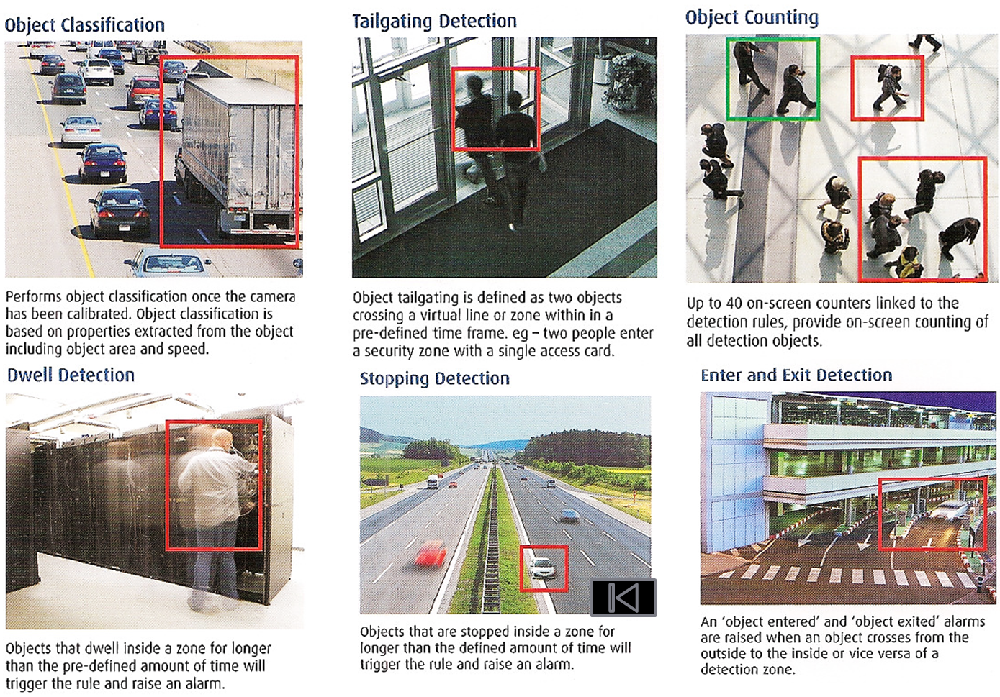 Object Classification
Performs object classification once the camera
has been calibrated. Object classification is
based on properties extracted from the object
including object area and speed.
Tailgating Detection
Object tailgating is defined as two objects
crossing a virtual line or zone within in a
pre-defined time frame. eg – two people enter
a security zone with a single access card.
Object Counting
Up to 40 on-screen counters linked to the
detection rules, provide on-screen counting of
all detection objects.
Dwell Detection
Objects that dwell inside a zone for longer
than the pre-defined amount of time will
trigger the rule and raise an alarm.
Stopping Detection
Objects that are stopped inside a zone for
longer than the defined amount of time will
trigger the rule and raise an alarm.
Enter and Exit Detection
An ‘object entered’ and ‘object exited’ alarms
are raised when an object crosses from the
outside to the inside or vice versa of a
detection zone.